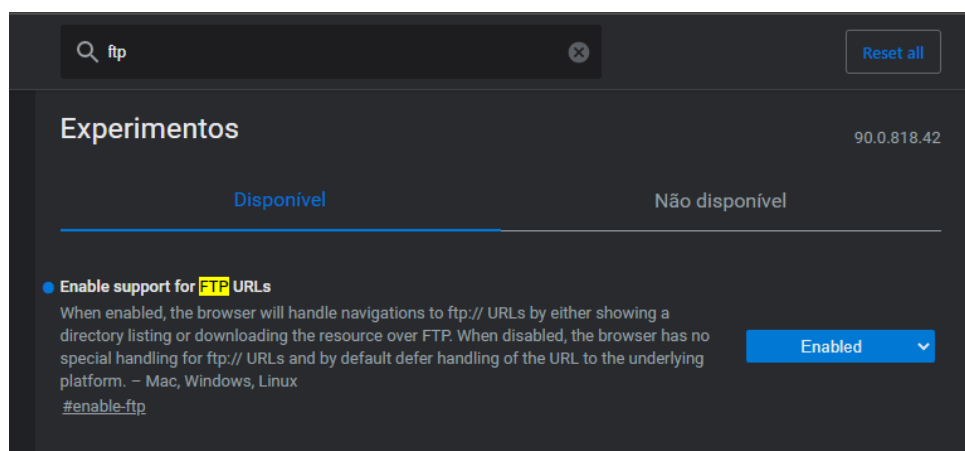 ftp
Reset all
Experimentos
90.0.818.42
Disponível
Não disponível
Enable support for FTP URLs
When enabled, the browser will handle navigations to ftp:// URLs by either showing a
directory listing or downloading the resource over FTP. When disabled, the browser has no
special handling for ftp:// URLs and by default defer handling of the URL to the underlying
platform. – Mac, Windows, Linux
#enable-ftp
Enabled